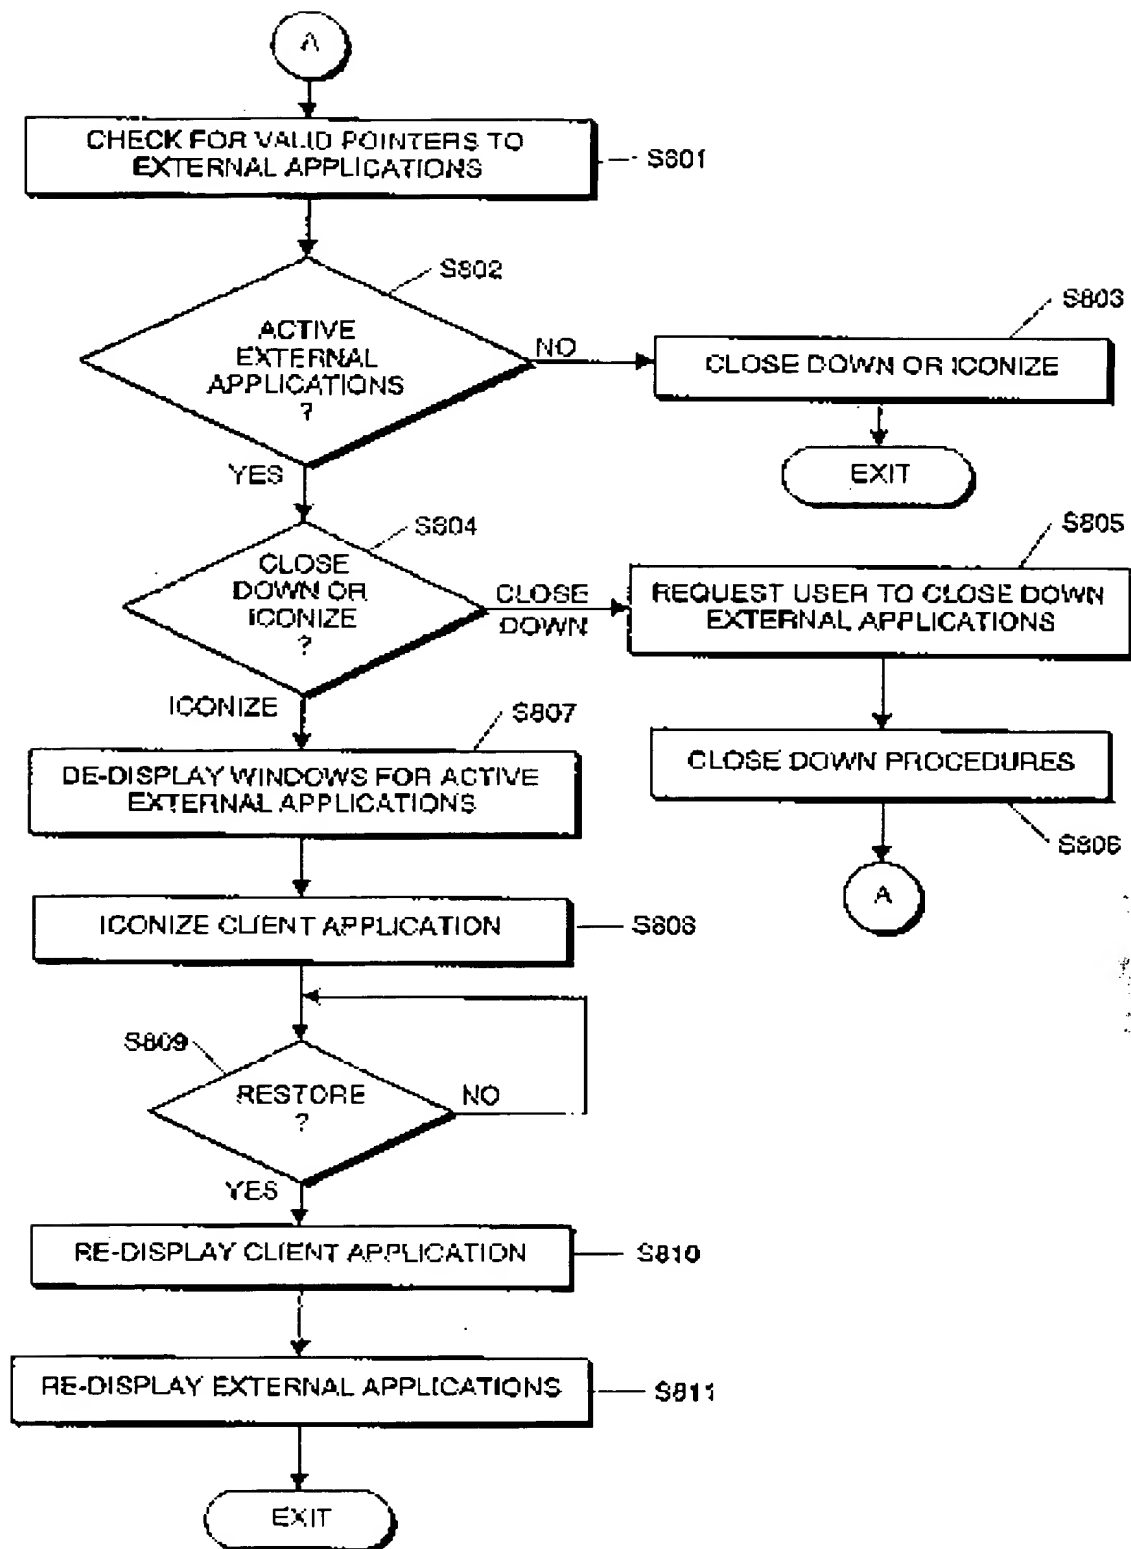 A
CHECK FOR VALID POINTERS TO
EXTERNAL APPLICATIONS
S801
S802
ACTIVE
EXTERNAL
APPLICATIONS
?
NO
YES
S803
CLOSE DOWN OR ICONIZE
EXIT
S804
CLOSE
DOWN OR
ICONIZE
?
CLOSE
DOWN
ICONIZE
S805
REQUEST USER TO CLOSE DOWN
EXTERNAL APPLICATIONS
CLOSE DOWN PROCEDURES
S806
A
S807
DE-DISPLAY WINDOWS FOR ACTIVE
EXTERNAL APPLICATIONS
ICONIZE CLIENT APPLICATION
S808
S809
RESTORE
?
NO
YES
RE-DISPLAY CLIENT APPLICATION
S810
RE-DISPLAY EXTERNAL APPLICATIONS
S811
EXIT